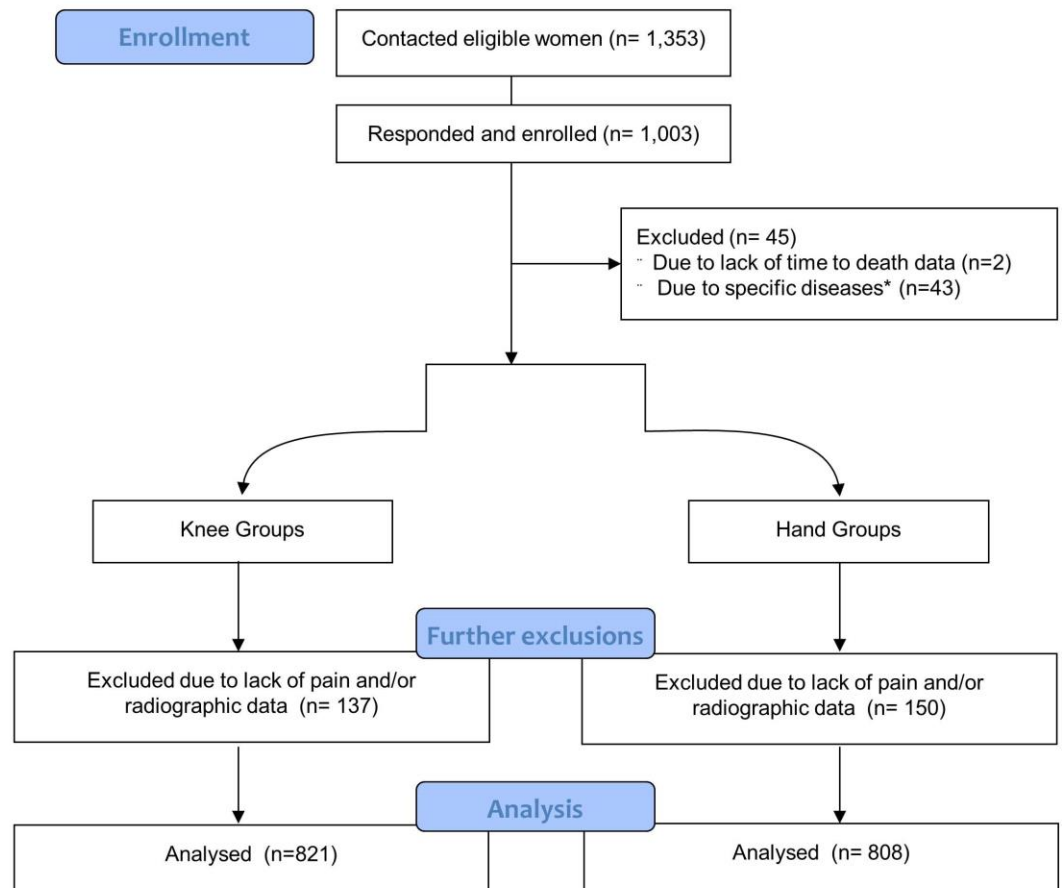 Enrollment
Contacted eligible women (n= 1,353)
Responded and enrolled (n= 1,003)
Excluded (n= 45)
¨ Due to lack of time to death data (n=2)
¨ Due to specific diseases* (n=43)
Knee Groups
Hand Groups
Further exclusions
Excluded due to lack of pain and/or
radiographic data (n= 137)
Excluded due to lack of pain and/or
radiographic data (n= 150)
Analysis
Analysed (n=821)
Analysed (n= 808)